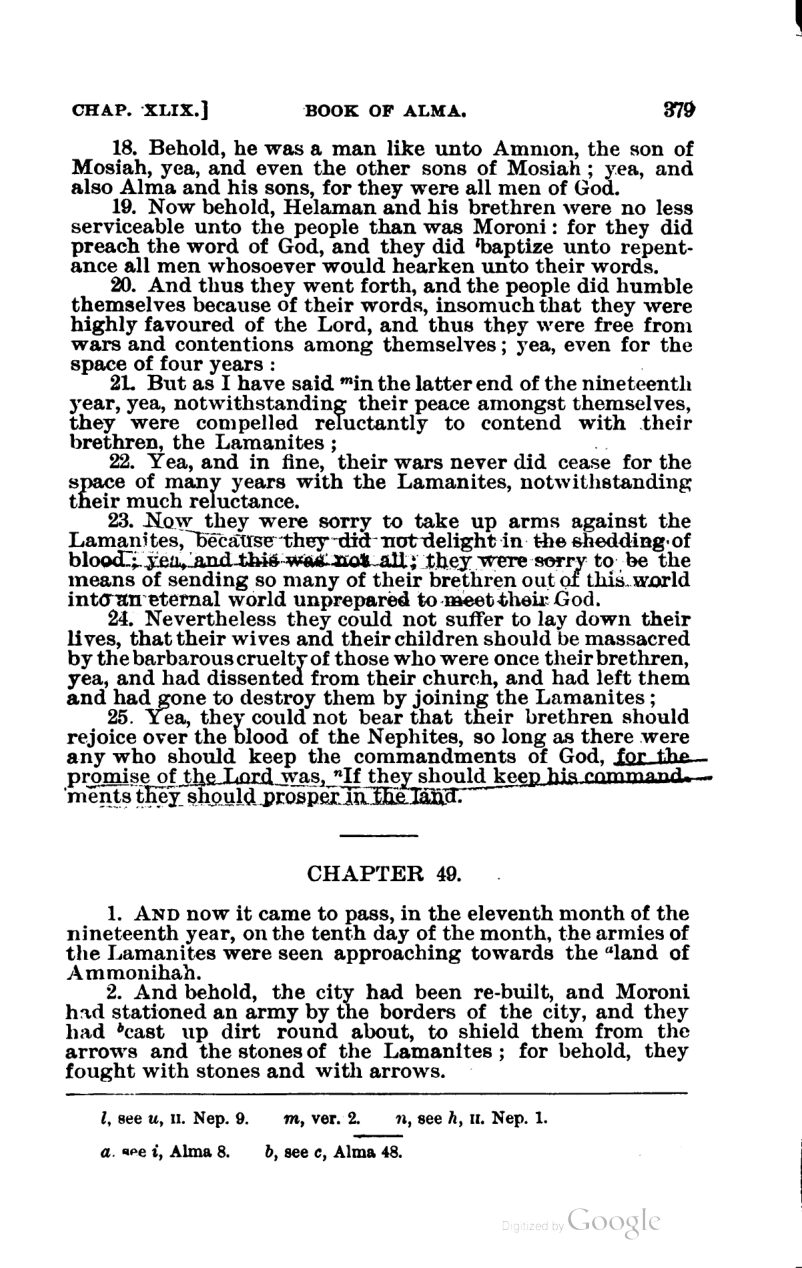 CHAP. XLIX.] BOOK OF ALMA. 379
18. Behold, he was a man like unto Ammon, the son of
Mosiah, yea, and even the other sons of Mosiah ; yea, and
also Alma and his sons, for they were all men of God.
19. Now behold, Helaman and his brethren were no less
serviceable unto the people than was Moroni : for they did
preach the word of God, and they did lbaptize unto repent-
ance all men whosoever would hearken unto their words.
20. And thus they went forth, and the people did humble
themselves because of their words, insomuch that they were
highly favoured of the Lord, and thus they were free from
wars and contentions among themselves ; yea, even for the
space of four years :
21. But as I have said min the latter end of the nineteenth
year, yea, notwithstanding their peace amongst themselves,
they were compelled reluctantly to contend with their
brethren, the Lamanites ;
22. Yea, and in fine, their wars never did cease for the
space of many years with the Lamanites, notwithstanding
their much reluctance.
23. Now they were sorry to take up arms against the
Lamanites, because they did not delight in the shedding of
blood ; yea, and this was not all ; they were sorry to be the
means of sending so many of their brethren out of this world
into an eternal world unprepared to meet their God.
24. Nevertheless they could not suffer to lay down their
lives, that their wives and their children should be massacred
by the barbarous cruelty of those who were once their brethren,
yea, and had dissented from their church, and had left them
and had gone to destroy them by joining the Lamanites ;
25. Yea, they could not bear that their brethren should
rejoice over the blood of the Nephites, so long as there were
any who should keep the commandments of God, for the
promise of the Lord was, nIf they should keep his command-
ments they should prosper in the land.
CHAPTER 49.
1. AND now it came to pass, in the eleventh month of the
nineteenth year, on the tenth day of the month, the armies of
the Lamanites were seen approaching towards the aland of
Ammonihah.
2. And behold, the city had been re-built, and Moroni
had stationed an army by the borders of the city, and they
had bcast up dirt round about, to shield them from the
arrows and the stones of the Lamanites ; for behold, they
fought with stones and with arrows.
l, see u, II. Nep. 9. m, ver. 2. n, see h, II. Nep. 1.
a. see i, Alma 8. b, see c, Alma 48.
Digitized by Google